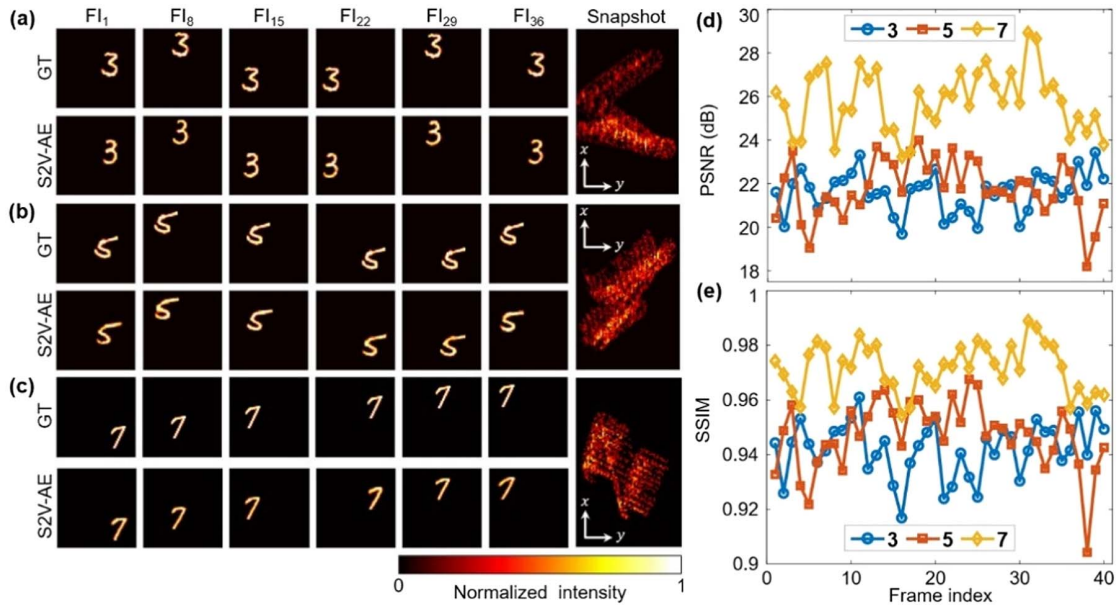 (a) FI1 FI8 FI15 FI22 FI29 FI36 Snapshot
GT
S2V-AE
x
y
(b)
GT
S2V-AE
x
y
(c)
GT
S2V-AE
x
y
0 1
Normalized intensity
(d)
30
28
26
24
22
20
18
PSNR (dB)
3 5 7
(e)
1
0.98
0.96
0.94
0.92
0.9
SSIM
3 5 7
0 10 20 30 40
Frame index